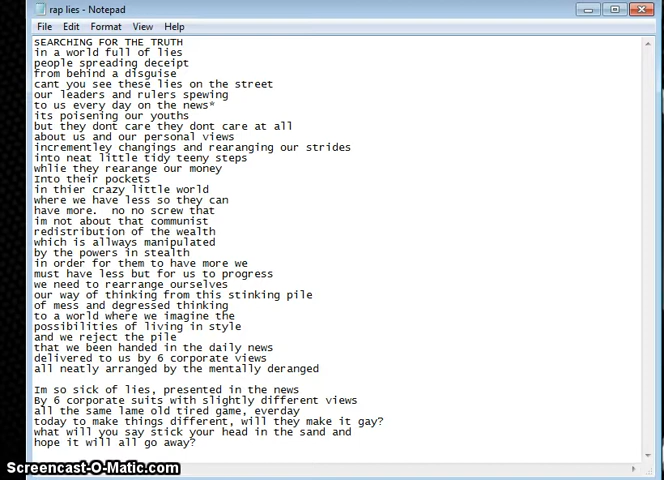 rap lies - Notepad
File Edit Format View Help
sEARCHING FOR THE TRUTH
in a world full of lies
people spreading deceipt
from behind a disguise
cant you see these lies on the street
our leaders and rulers spewing
to us every day on the news*
its poisening our youths
but they dont care they dont care at all
about us and our personal views
incrementley changings and rearanging our strides
into neat little tidy teeny steps
whlie they rearange our money
Into their pockets
in thier crazy little world
where we have less so they can
have more.  no no screw that
im not about that communist
redistribution of the wealth
which is allways manipulated
by the powers in stealth
in order for them to have more we
must have less but for us to progress
we need to rearrange ourselves
our way of thinking from this stinking pile
of mess and degressed thinking
to a world where we imagine the
possibilities of living in style
and we reject the pile
that we been handed in the daily news
delivered to us by 6 corporate views
all neatly arranged by the mentally deranged

Im so sick of lies, presented in the news
By 6 corporate suits with slightly different views
all the same lame old tired game, everday
today to make things different, will they make it gay?
what will you say stick your head in the sand and
hope it will all go away?
Screencast-O-Matic.com